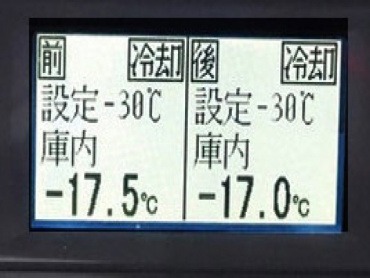 前 冷却 後 冷却
設定-30℃ 設定-30℃
庫内 庫内
-17.5℃ -17.0℃